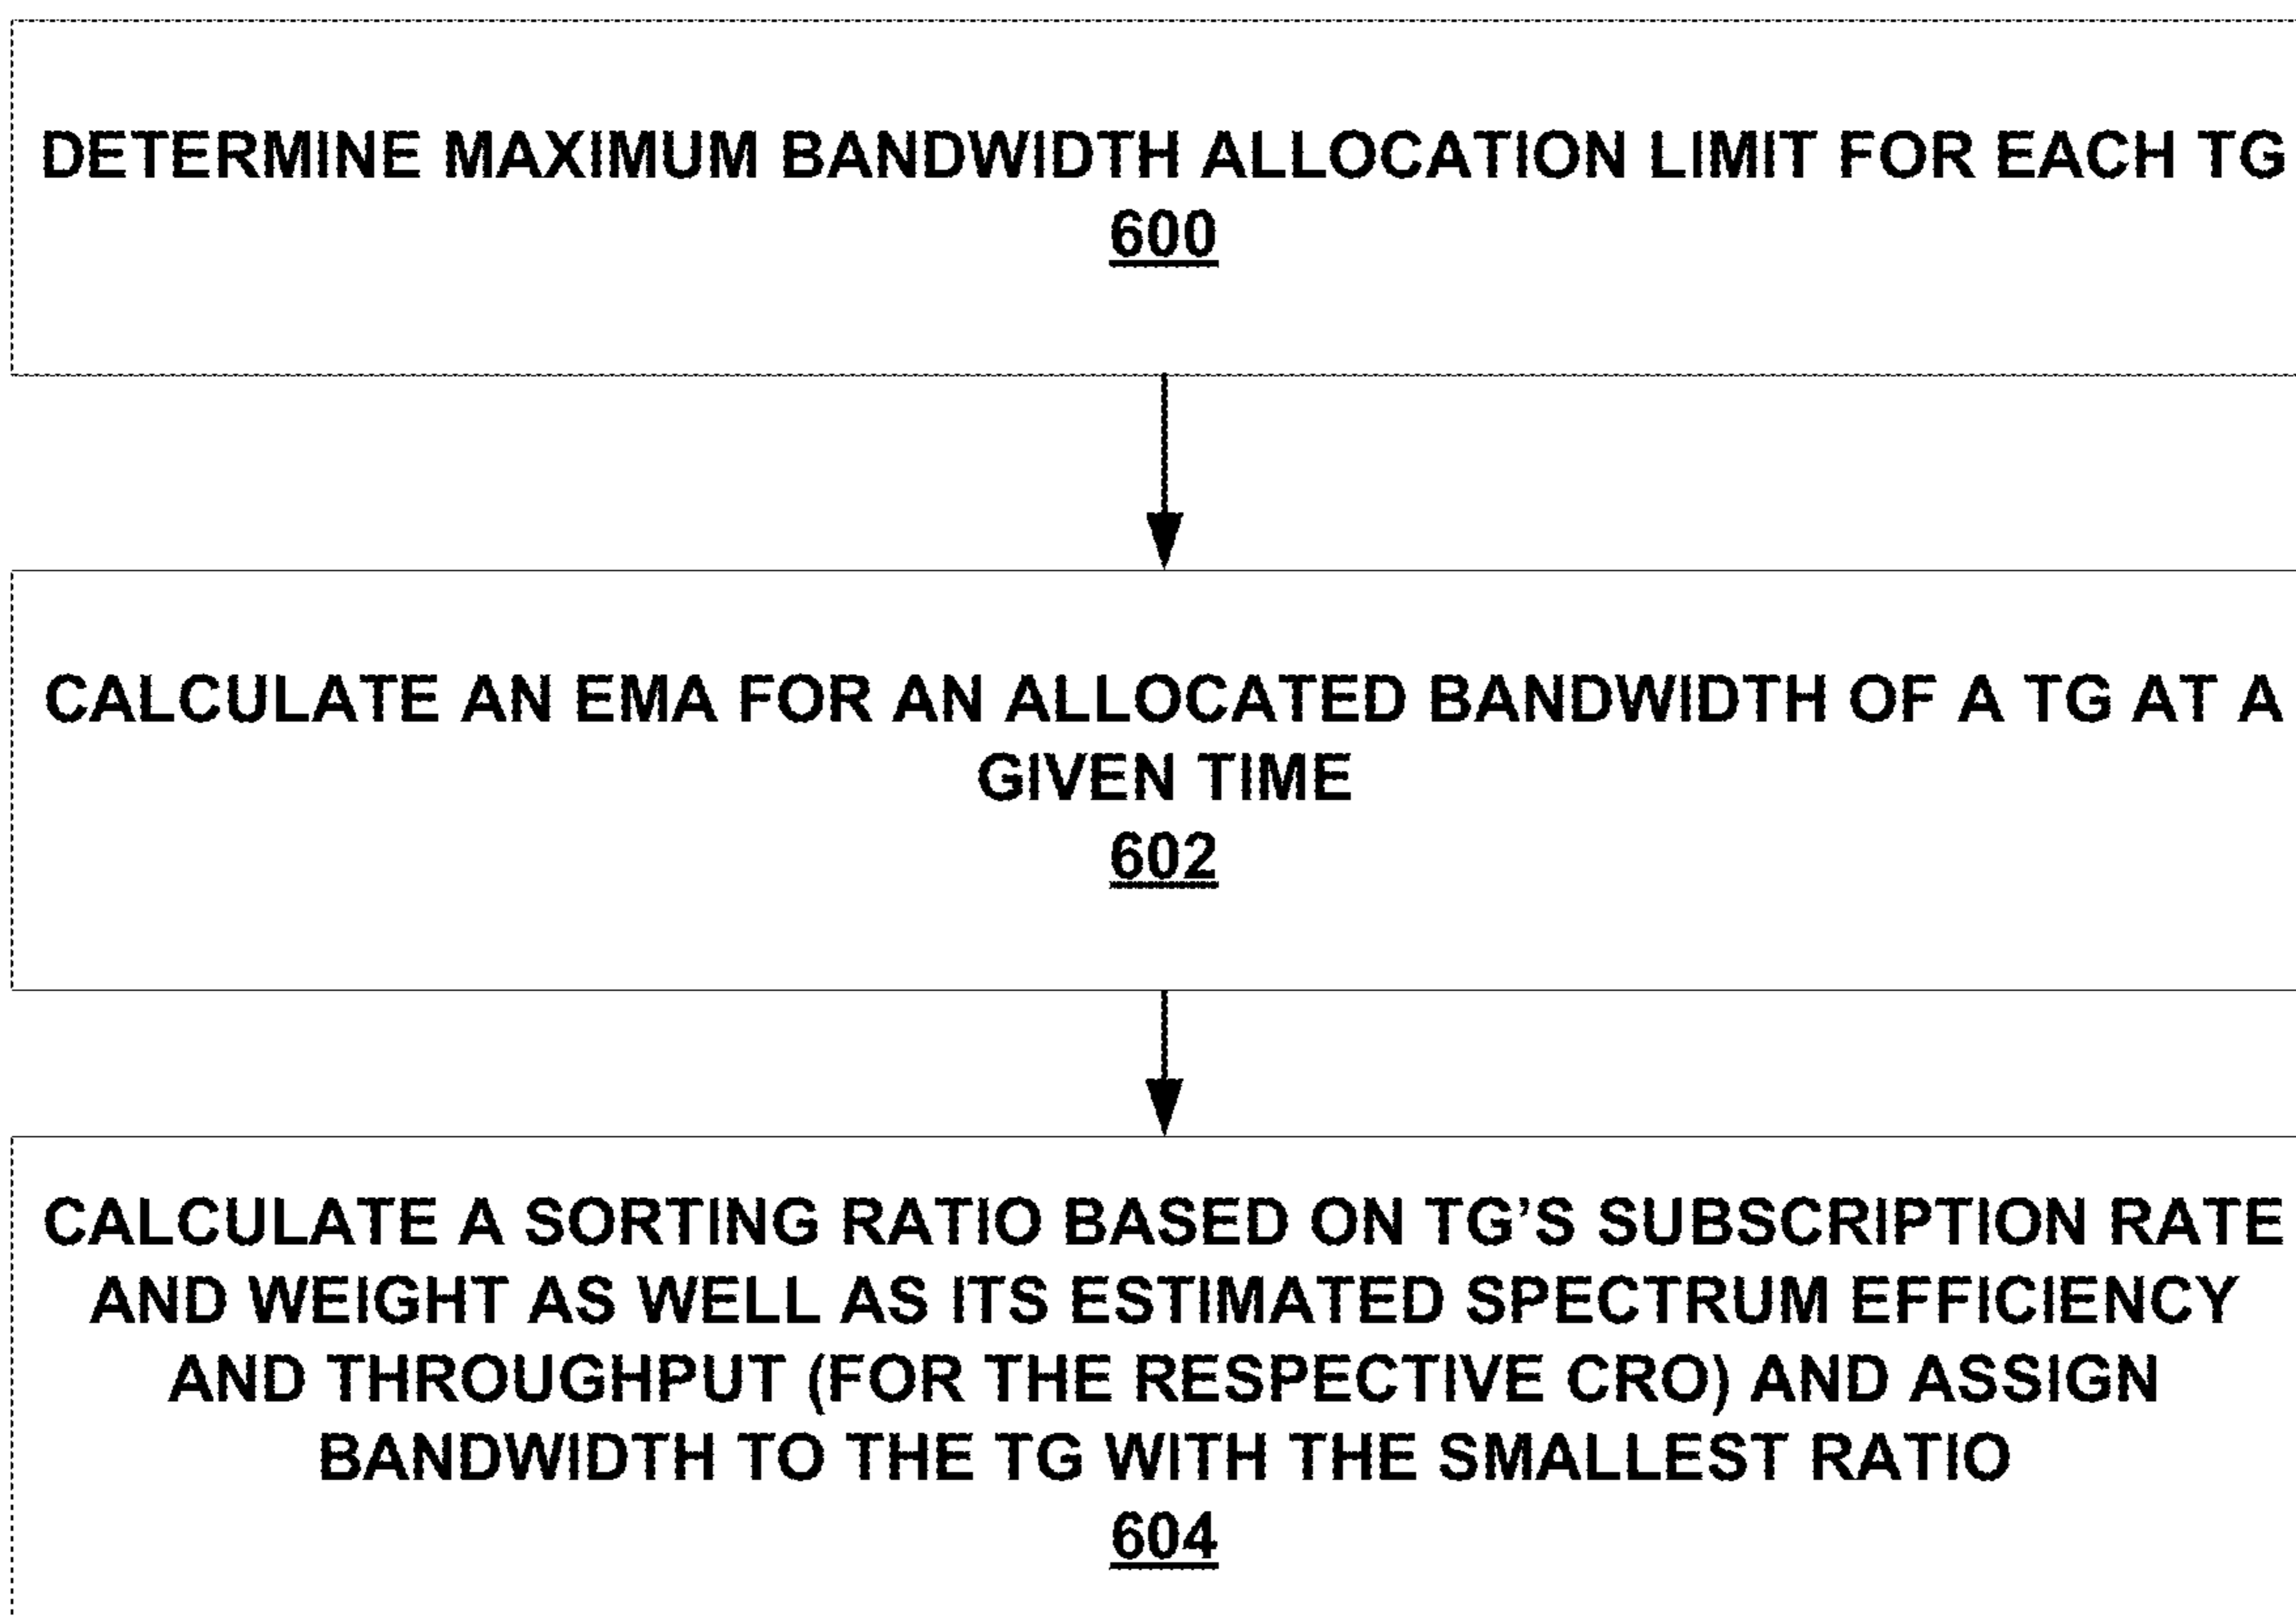 DETERMINE MAXIMUM BANDWIDTH ALLOCATION LIMIT FOR EACH TG
600
CALCULATE AN EMA FOR AN ALLOCATED BANDWIDTH OF A TG AT A
GIVEN TIME
602
CALCULATE A SORTING RATIO BASED ON TG'S SUBSCRIPTION RATE
AND WEIGHT AS WELL AS ITS ESTIMATED SPECTRUM EFFICIENCY
AND THROUGHPUT (FOR THE RESPECTIVE CRO) AND ASSIGN
BANDWIDTH TO THE TG WITH THE SMALLEST RATIO
604